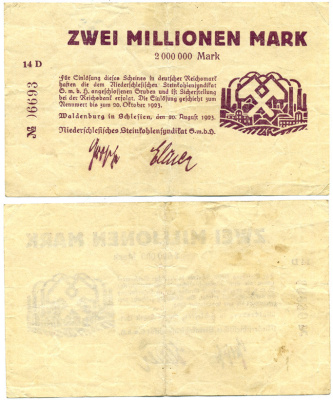 ZWEI MILLIONEN MARK
2 000 000 Mark
14 D
Für Einlösung dieses Scheines in deutscher Reichsmark
haften die dem Niederschlesischen Steinkohlensyndikat
G.m.b.H. angeschlossenen Gruben und ist Sicherstellung
bei der Reichsbank erfolgt. Die Einlösung geschieht zum
Nennwert bis zum 20. Oktober 1923.
Waldenburg in Schlesien, den 20. August 1923.
Niederschlesisches Steinkohlensyndikat G.m.b.H.
№ 06693
ZWEI MILLIONEN MARK